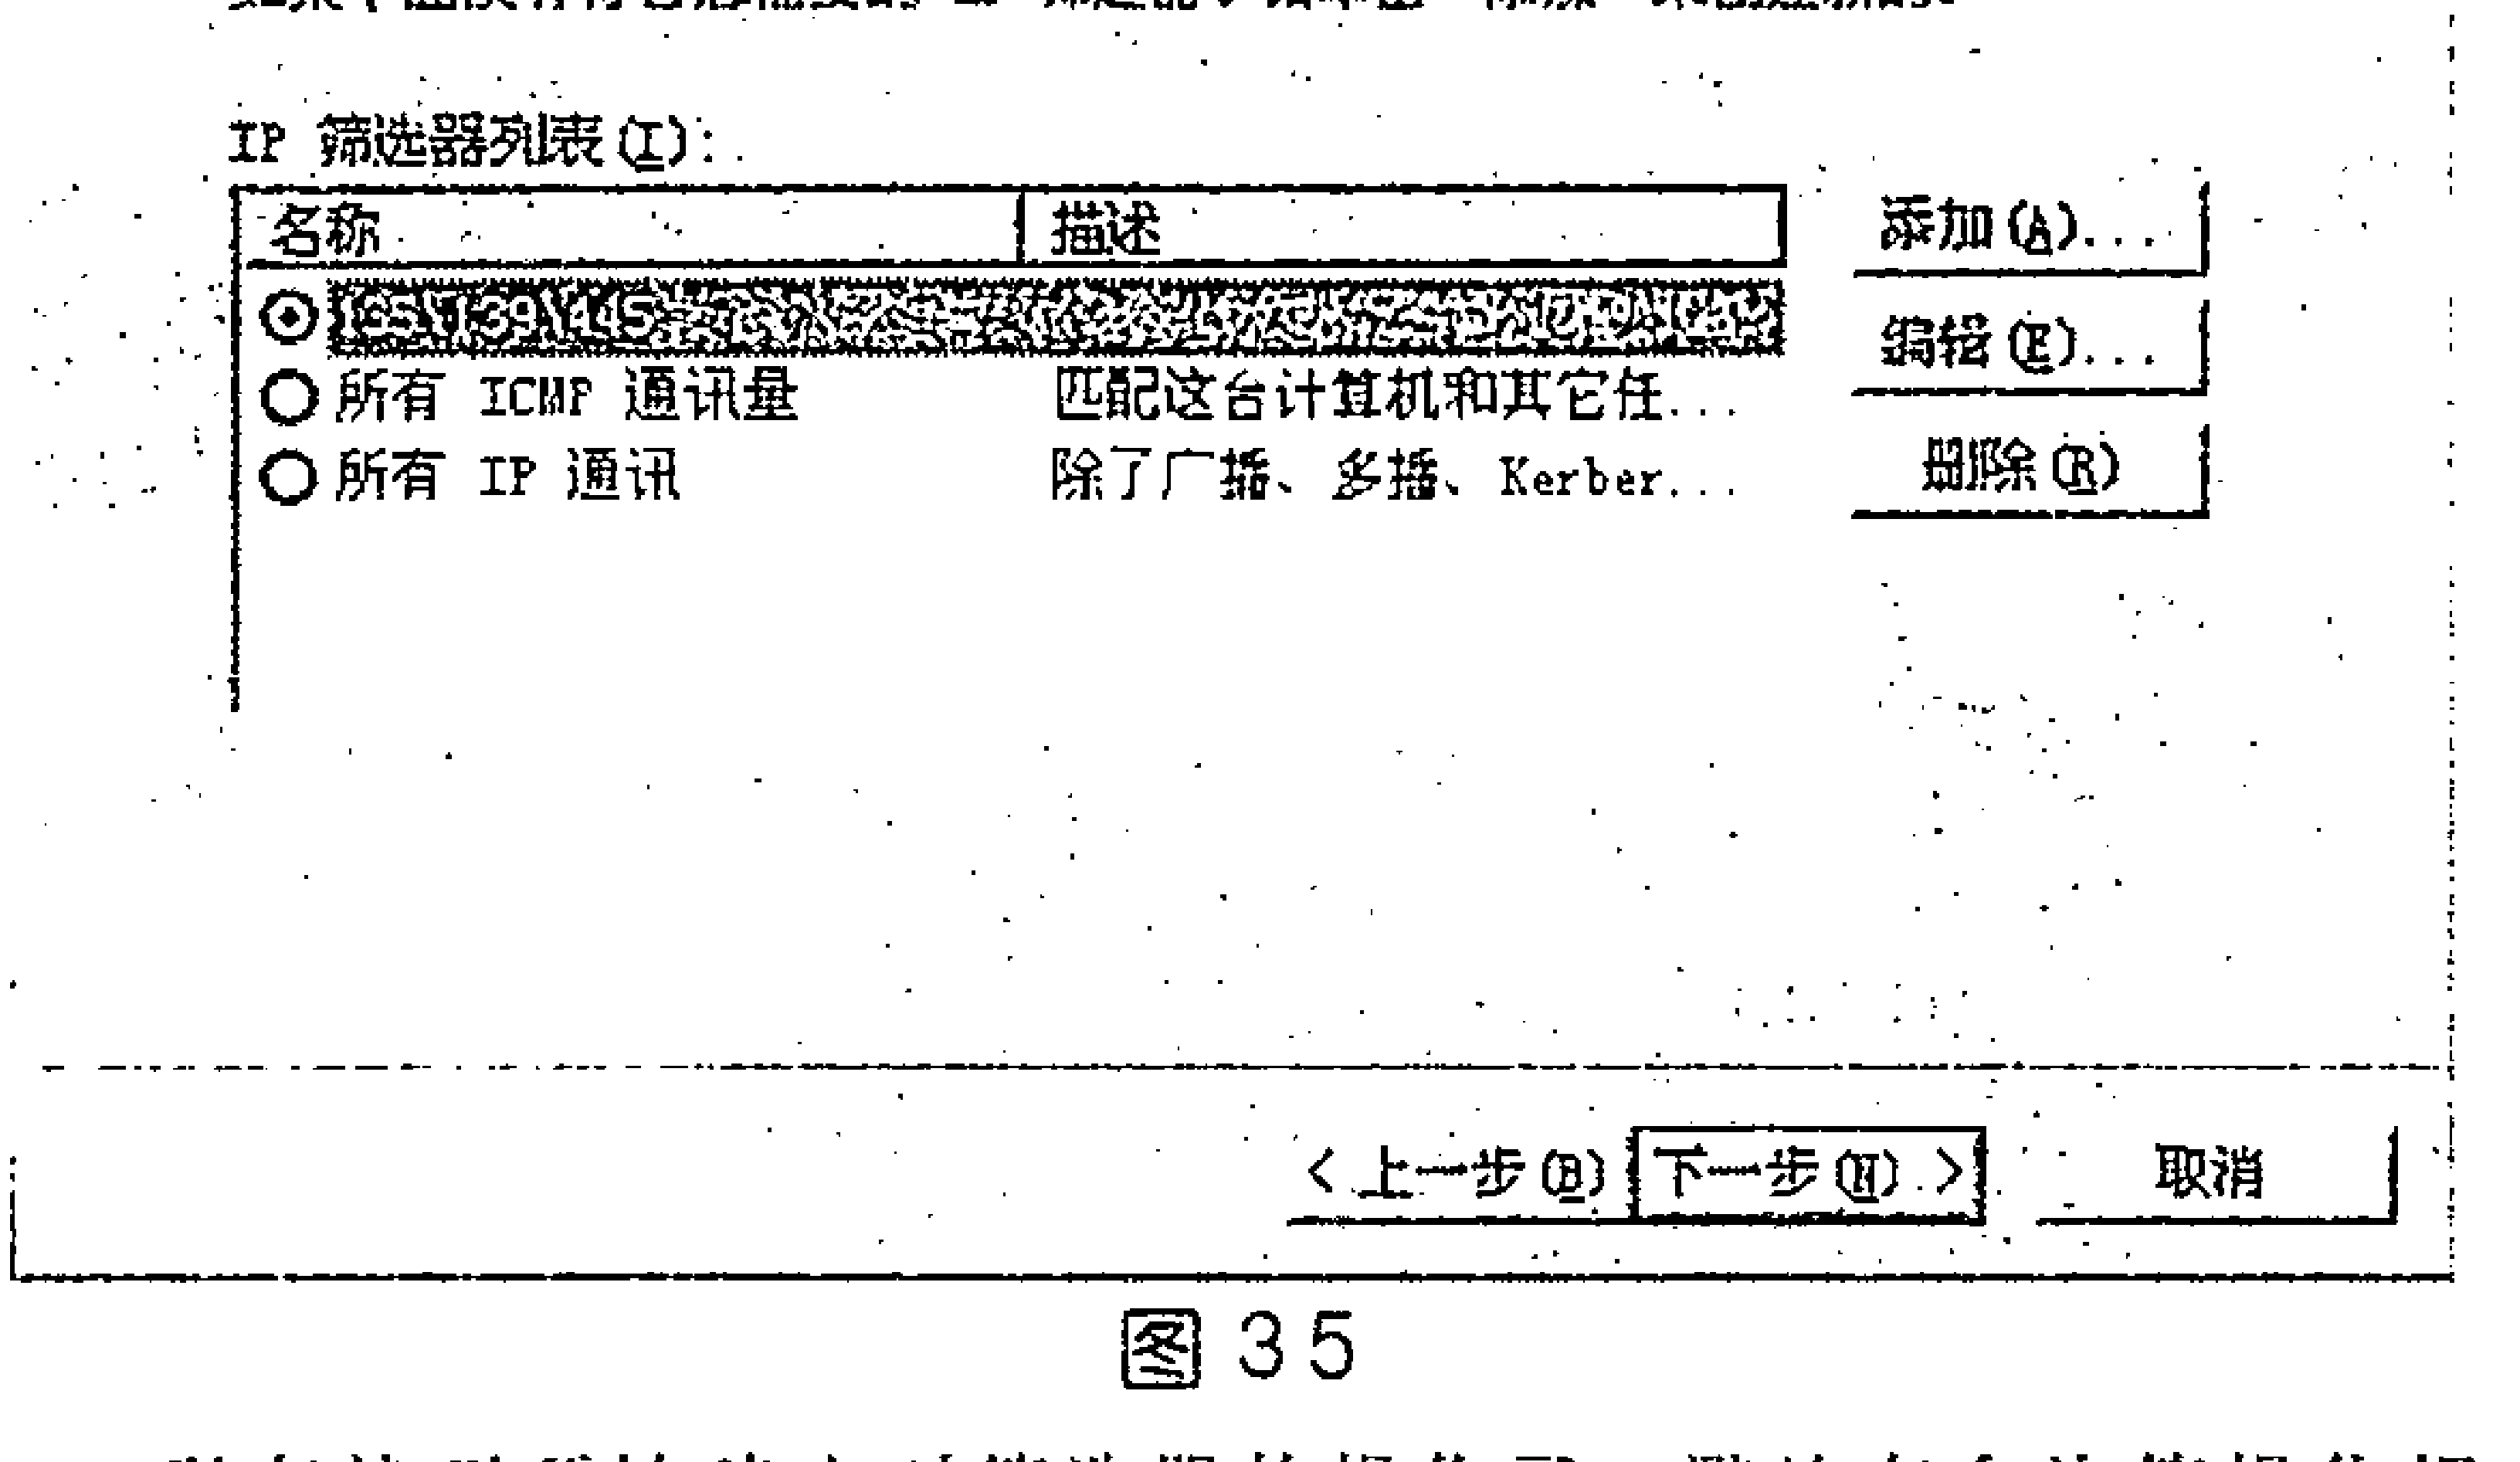 IP 筛选器列表(I):
名称 描述
所有 ICMP 通讯量 匹配这台计算机和其它任...
所有 IP 通讯 除了广播、多播、Kerber...
添加(A)...
编辑(E)...
删除(R)
< 上一步(B) 下一步(N) > 取消
图 35